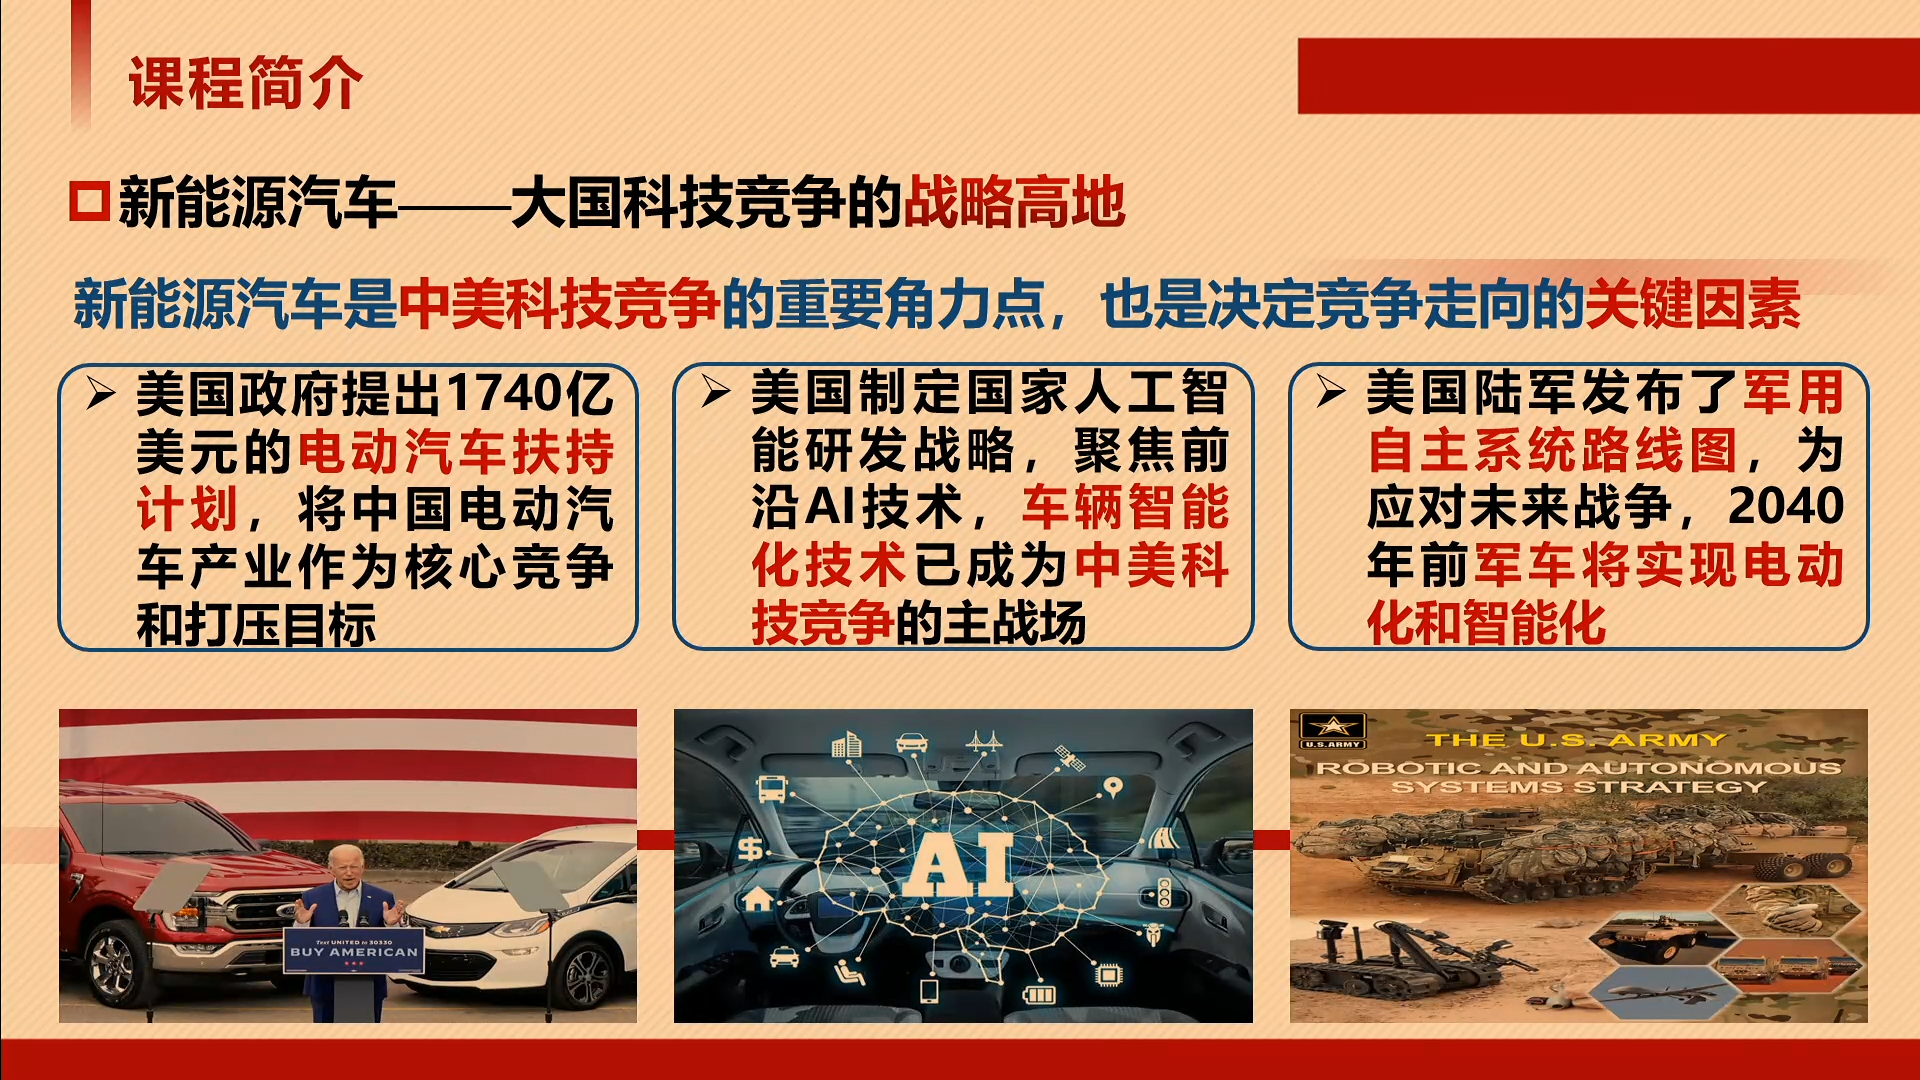 课程简介
新能源汽车——大国科技竞争的战略高地
新能源汽车是中美科技竞争的重要角力点，也是决定竞争走向的关键因素
美国政府提出1740亿
美元的电动汽车扶持
计划，将中国电动汽
车产业作为核心竞争
和打压目标
美国制定国家人工智
能研发战略，聚焦前
沿AI技术，车辆智能
化技术已成为中美科
技竞争的主战场
美国陆军发布了军用
自主系统路线图，为
应对未来战争，2040
年前军车将实现电动
化和智能化
Text UNITED to 30330
BUY AMERICAN
AI
$
U.S.ARMY
THE U.S. ARMY
ROBOTIC AND AUTONOMOUS
SYSTEMS STRATEGY